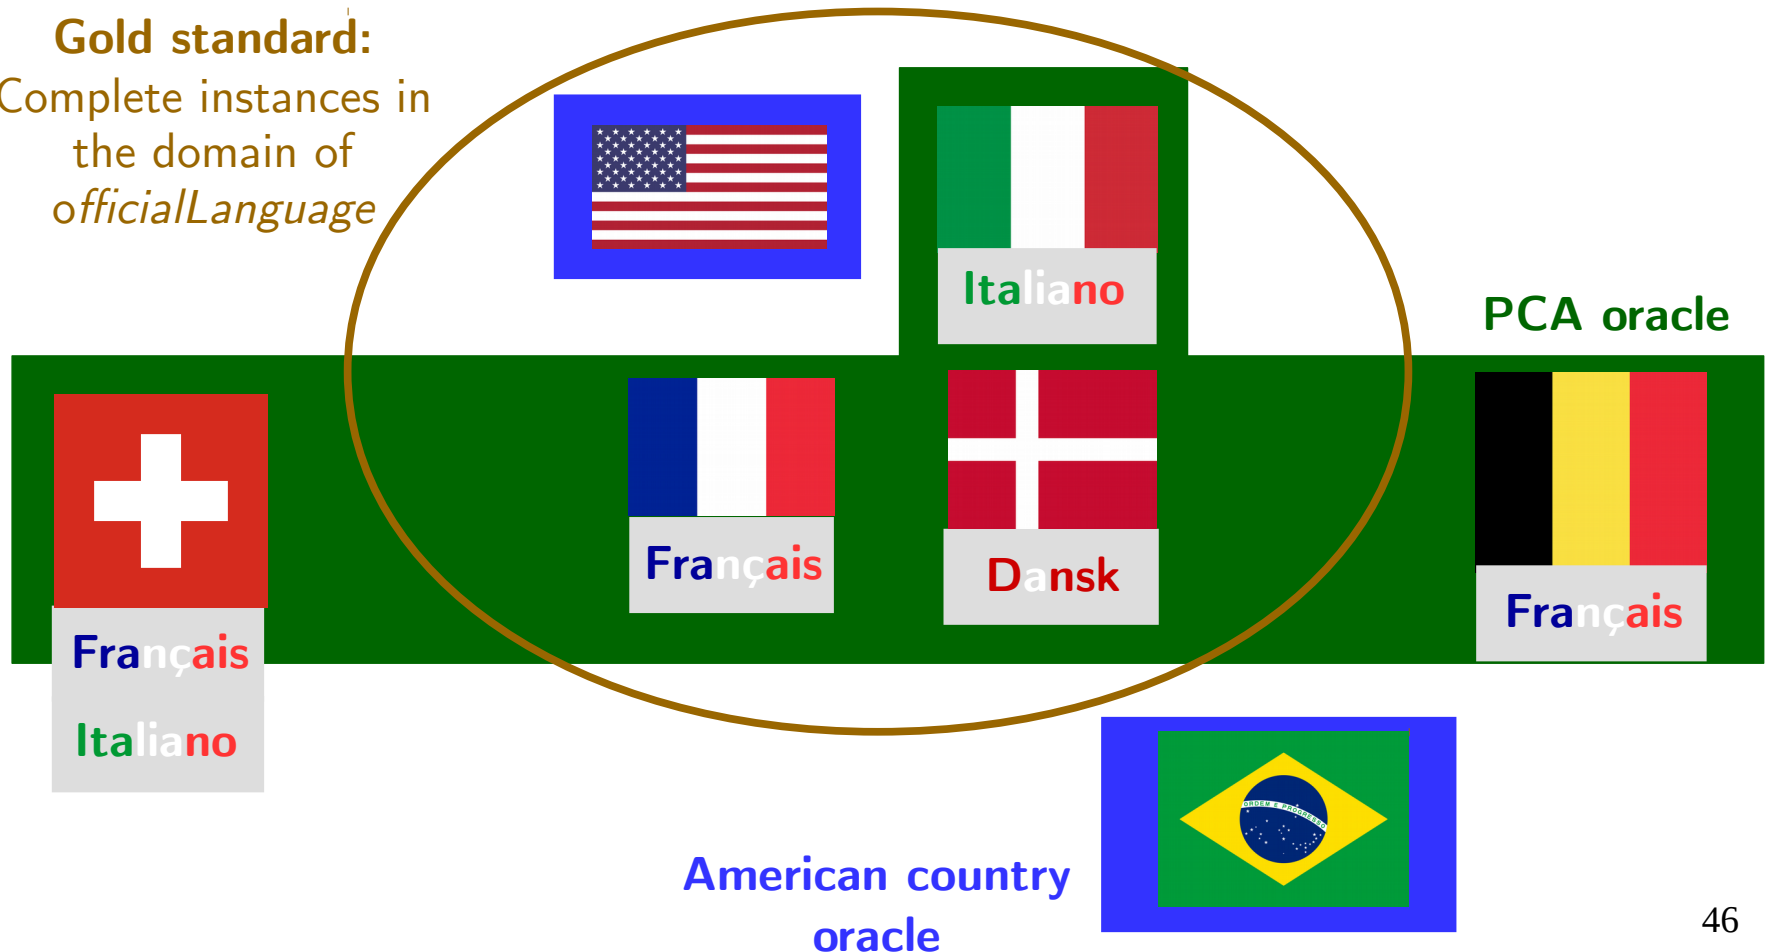 Gold standard:
Complete instances in
the domain of
officialLanguage
Italiano
PCA oracle
Français
Dansk
Français
Français
Italiano
ORDEM E PROGRESSO
American country
oracle
46